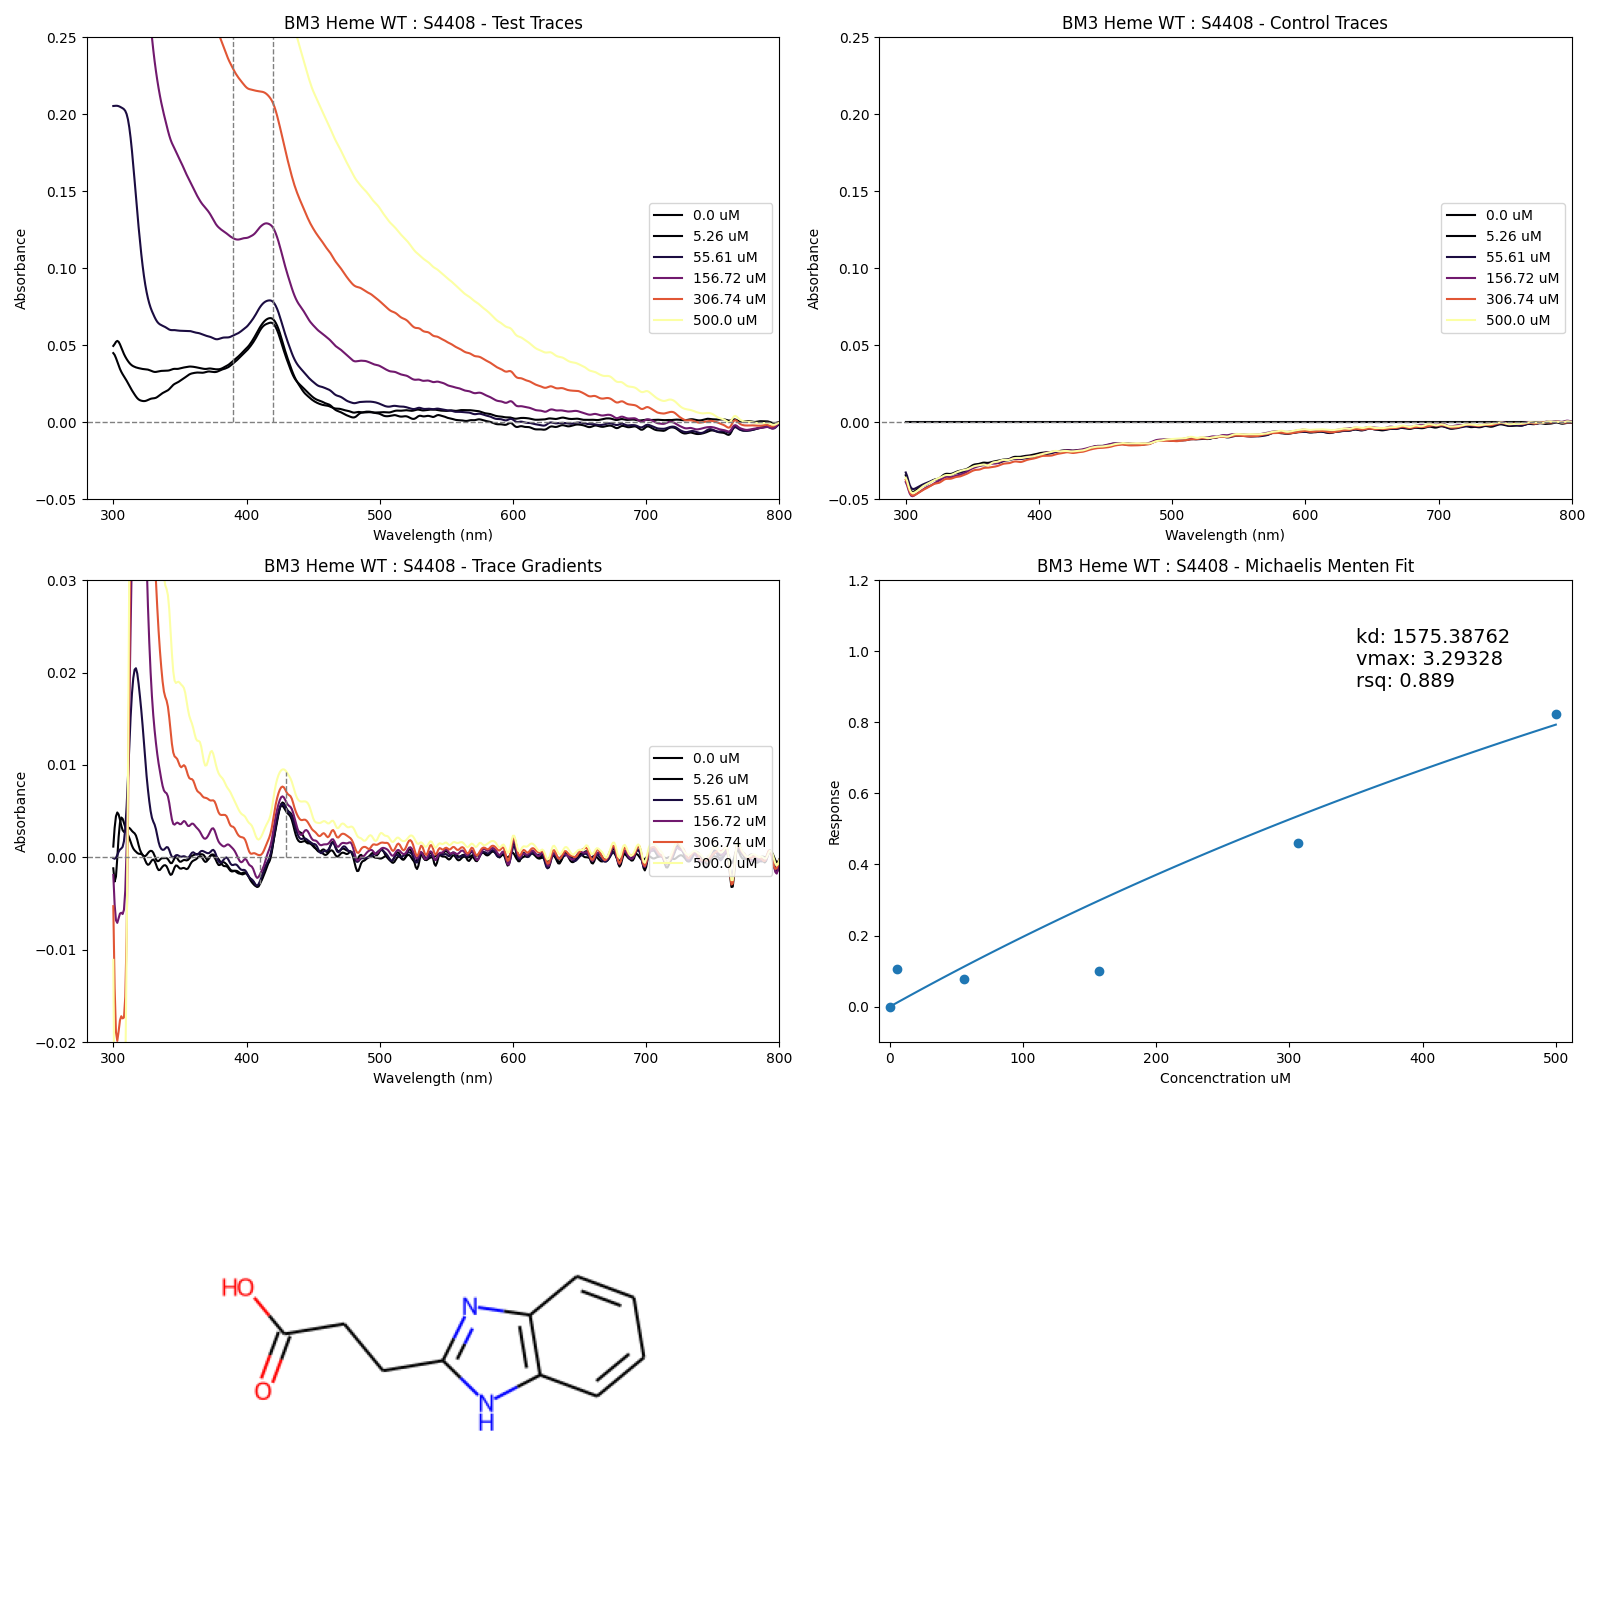 BM3 Heme WT : S4408 - Test Traces
0.25
0.20
0.15
0.10
0.05
0.00
−0.05
Absorbance
300
400
500
600
700
800
Wavelength (nm)
0.0 uM
5.26 uM
55.61 uM
156.72 uM
306.74 uM
500.0 uM
BM3 Heme WT : S4408 - Control Traces
0.25
0.20
0.15
0.10
0.05
0.00
−0.05
Absorbance
300
400
500
600
700
800
Wavelength (nm)
0.0 uM
5.26 uM
55.61 uM
156.72 uM
306.74 uM
500.0 uM
BM3 Heme WT : S4408 - Trace Gradients
0.03
0.02
0.01
0.00
−0.01
−0.02
Absorbance
300
400
500
600
700
800
Wavelength (nm)
0.0 uM
5.26 uM
55.61 uM
156.72 uM
306.74 uM
500.0 uM
BM3 Heme WT : S4408 - Michaelis Menten Fit
1.2
1.0
0.8
0.6
0.4
0.2
0.0
Response
0
100
200
300
400
500
Concenctration uM
kd: 1575.38762
vmax: 3.29328
rsq: 0.889
HO
O
N
N
H